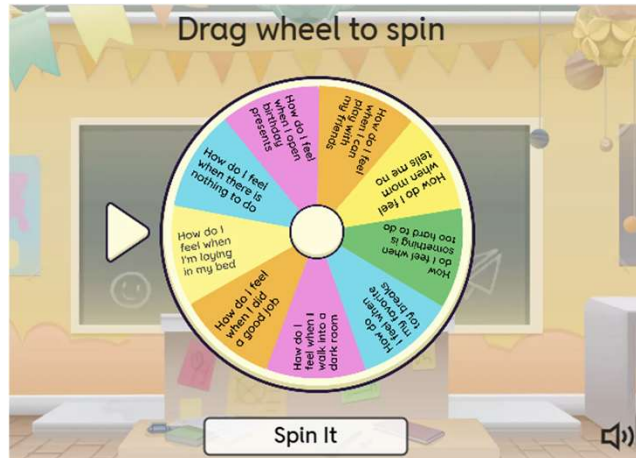 Drag wheel to spin
How do I feel
when I open
birthday
presents
How do I feel
when I can
play with
my friends
How do I feel
when mom
tells me no
How
do I feel when
something is
too hard to do
How do
I feel when
my favorite
toy breaks
How do I
feel when I
walk into a
dark room
How do I feel
when I did
a good job
How do I
feel when
I'm laying
in my bed
How do I feel
when there is
nothing to do
Spin It